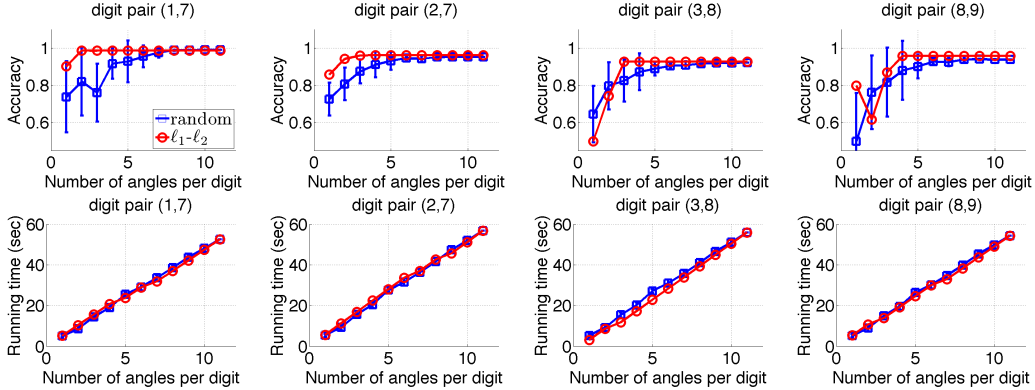 digit pair (1,7)
digit pair (2,7)
digit pair (3,8)
digit pair (8,9)
Accuracy
1
0.8
0.6
0
5
10
random
ℓ₁-ℓ₂
Number of angles per digit
Accuracy
1
0.8
0.6
0
5
10
Number of angles per digit
Accuracy
1
0.8
0.6
0
5
10
Number of angles per digit
Accuracy
1
0.8
0.6
0
5
10
Number of angles per digit
digit pair (1,7)
digit pair (2,7)
digit pair (3,8)
digit pair (8,9)
Running time (sec)
60
40
20
0
0
5
10
Number of angles per digit
Running time (sec)
60
40
20
0
0
5
10
Number of angles per digit
Running time (sec)
60
40
20
0
0
5
10
Number of angles per digit
Running time (sec)
60
40
20
0
0
5
10
Number of angles per digit